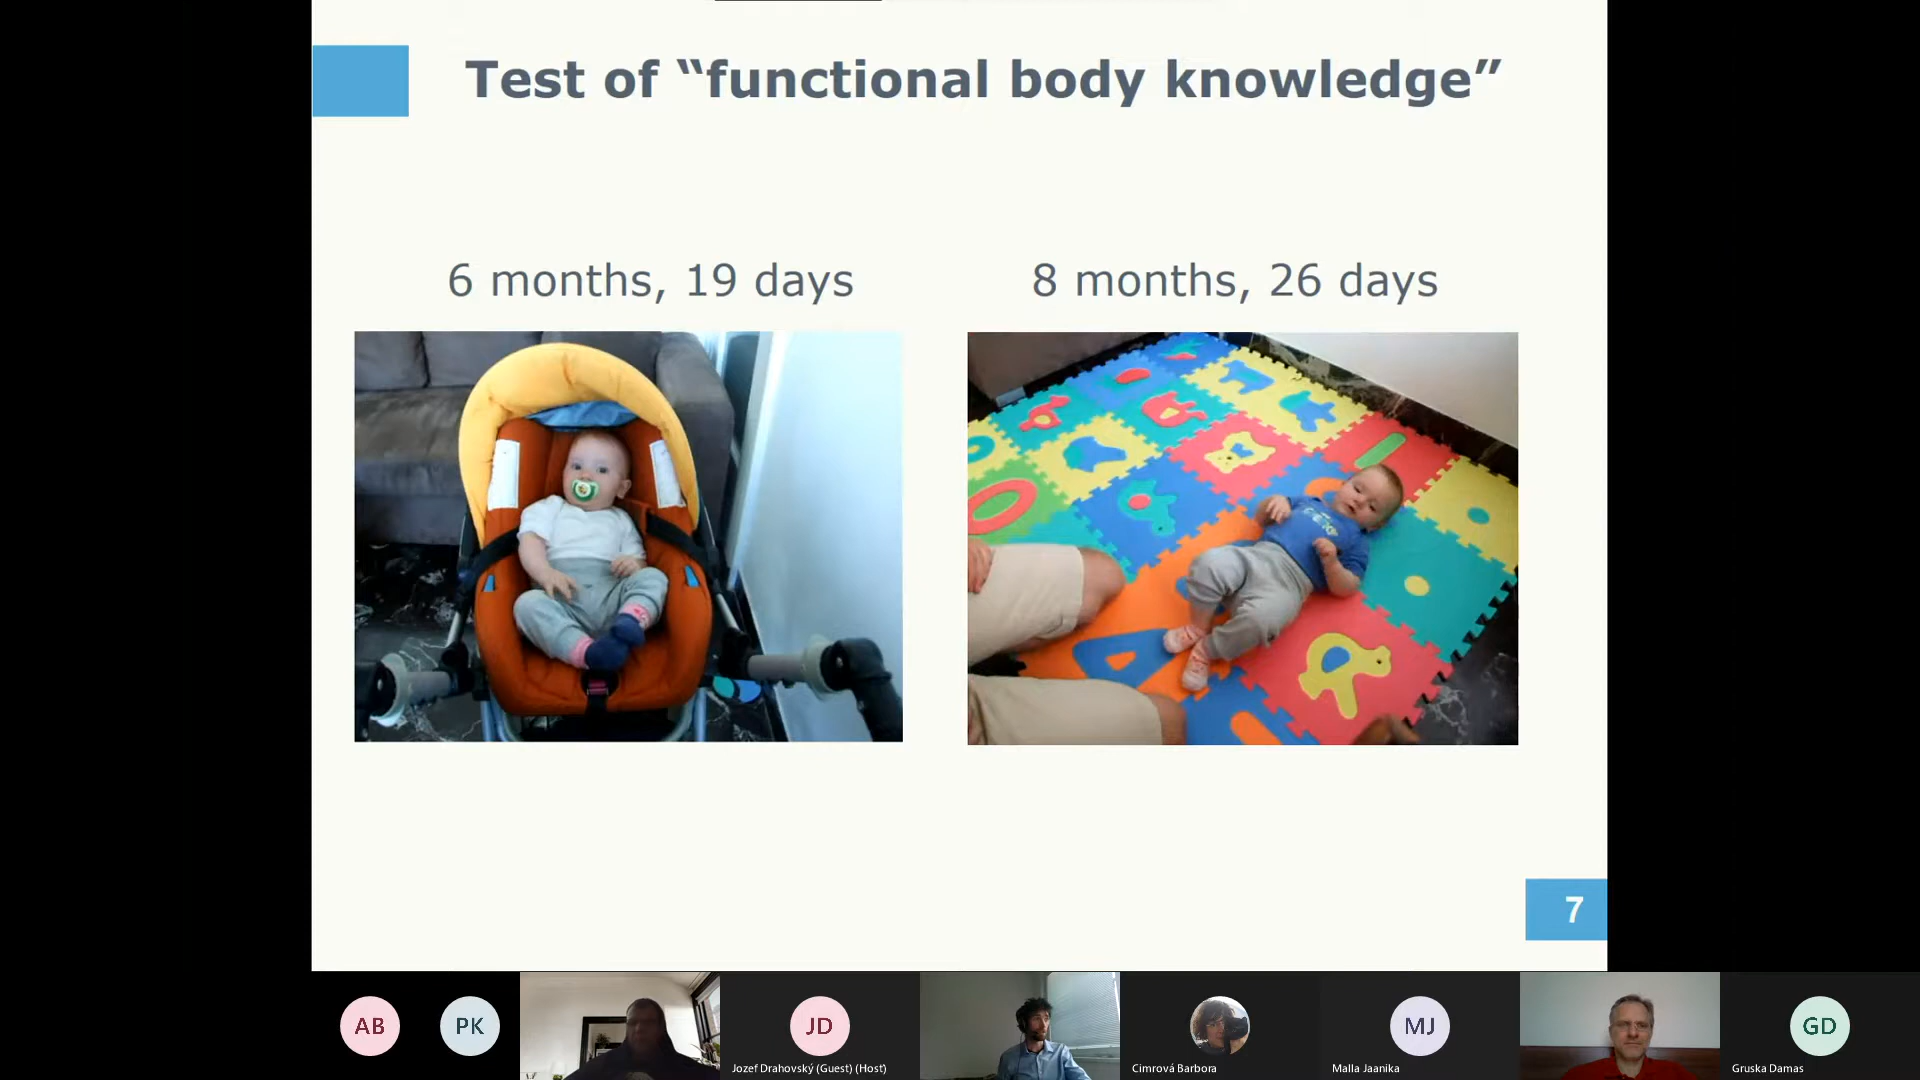 Test of “functional body knowledge”
6 months, 19 days
8 months, 26 days
7
AB
PK
JD
Jozef Drahovský (Guest) (Host)
Cimrová Barbora
MJ
Malla Jaanika
GD
Gruska Damas